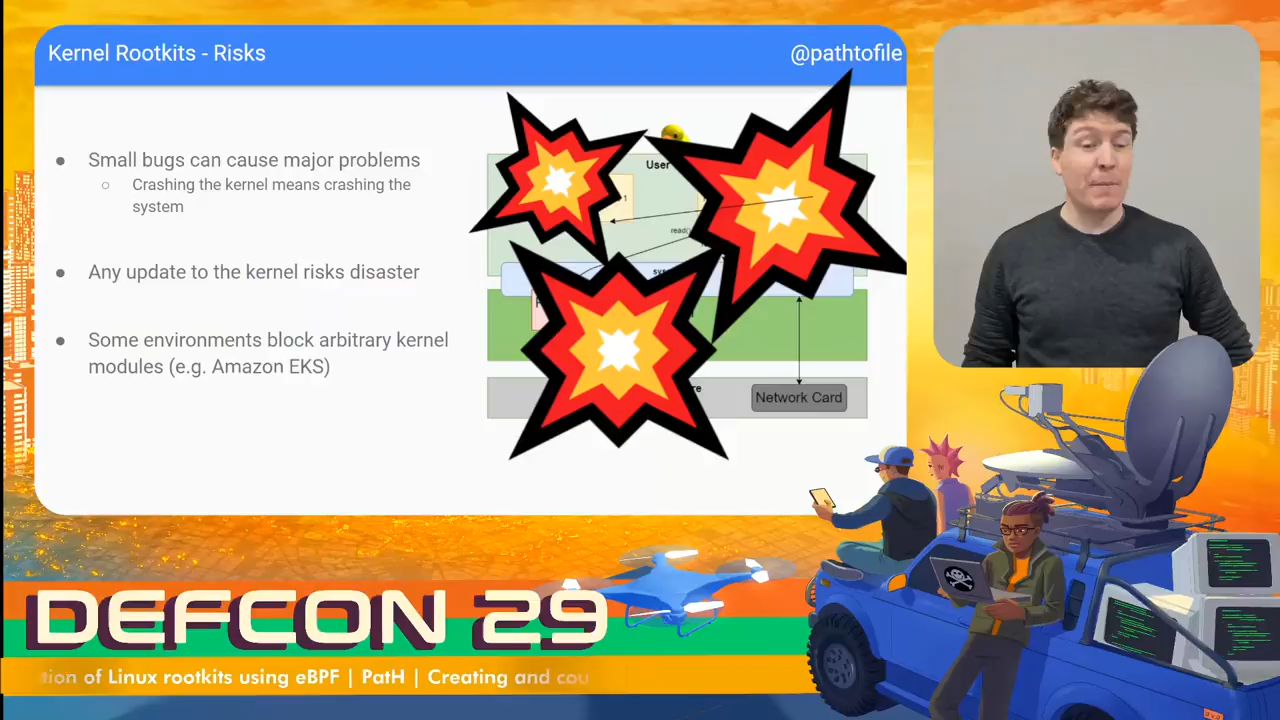 Kernel Rootkits - Risks
@pathtofile
Small bugs can cause major problems
Crashing the kernel means crashing the
system
Any update to the kernel risks disaster
Some environments block arbitrary kernel
modules (e.g. Amazon EKS)
User
1
read()
Network Card
DEFCON 29
tion of Linux rootkits using eBPF | PatH | Creating and cou